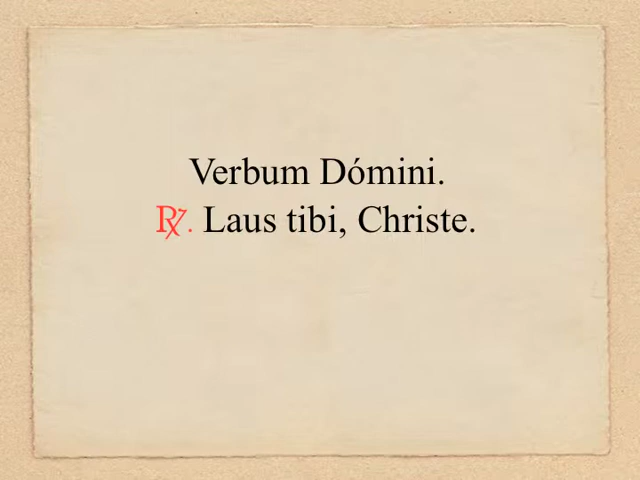 Verbum Dómini.
℟. Laus tibi, Christe.